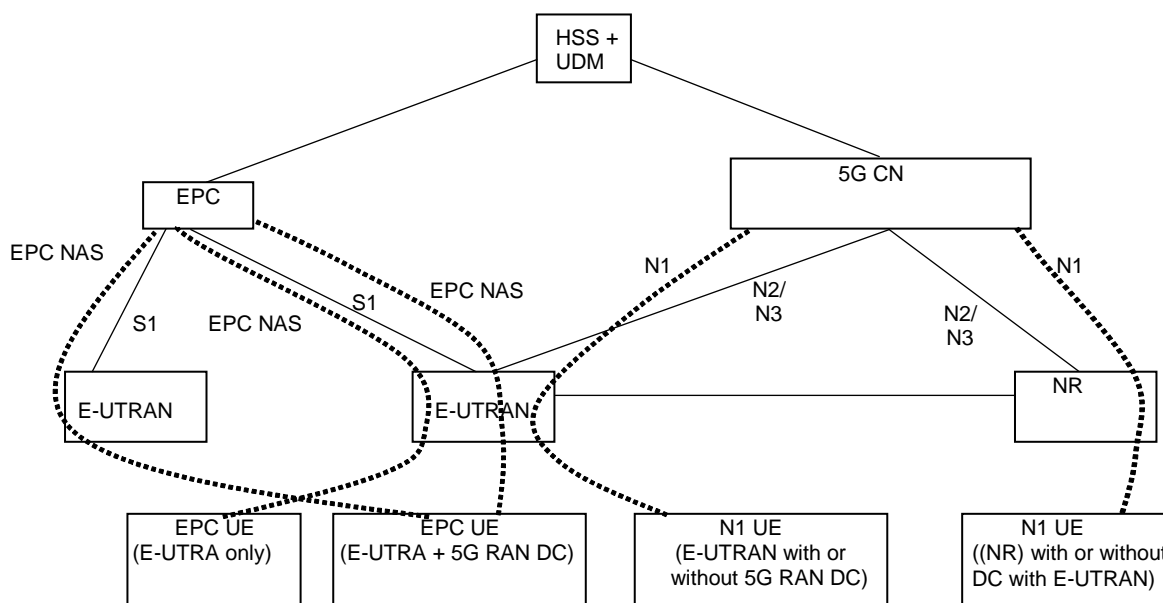 HSS +
UDM
EPC
5G CN
EPC NAS
N1
N1
EPC NAS
N2/
N3
S1
S1
EPC NAS
N2/
N3
E-UTRAN
E-UTRAN
NR
EPC UE
(E-UTRA only)
EPC UE
(E-UTRA + 5G RAN DC)
N1 UE
(E-UTRAN with or
without 5G RAN DC)
N1 UE
((NR) with or without
DC with E-UTRAN)